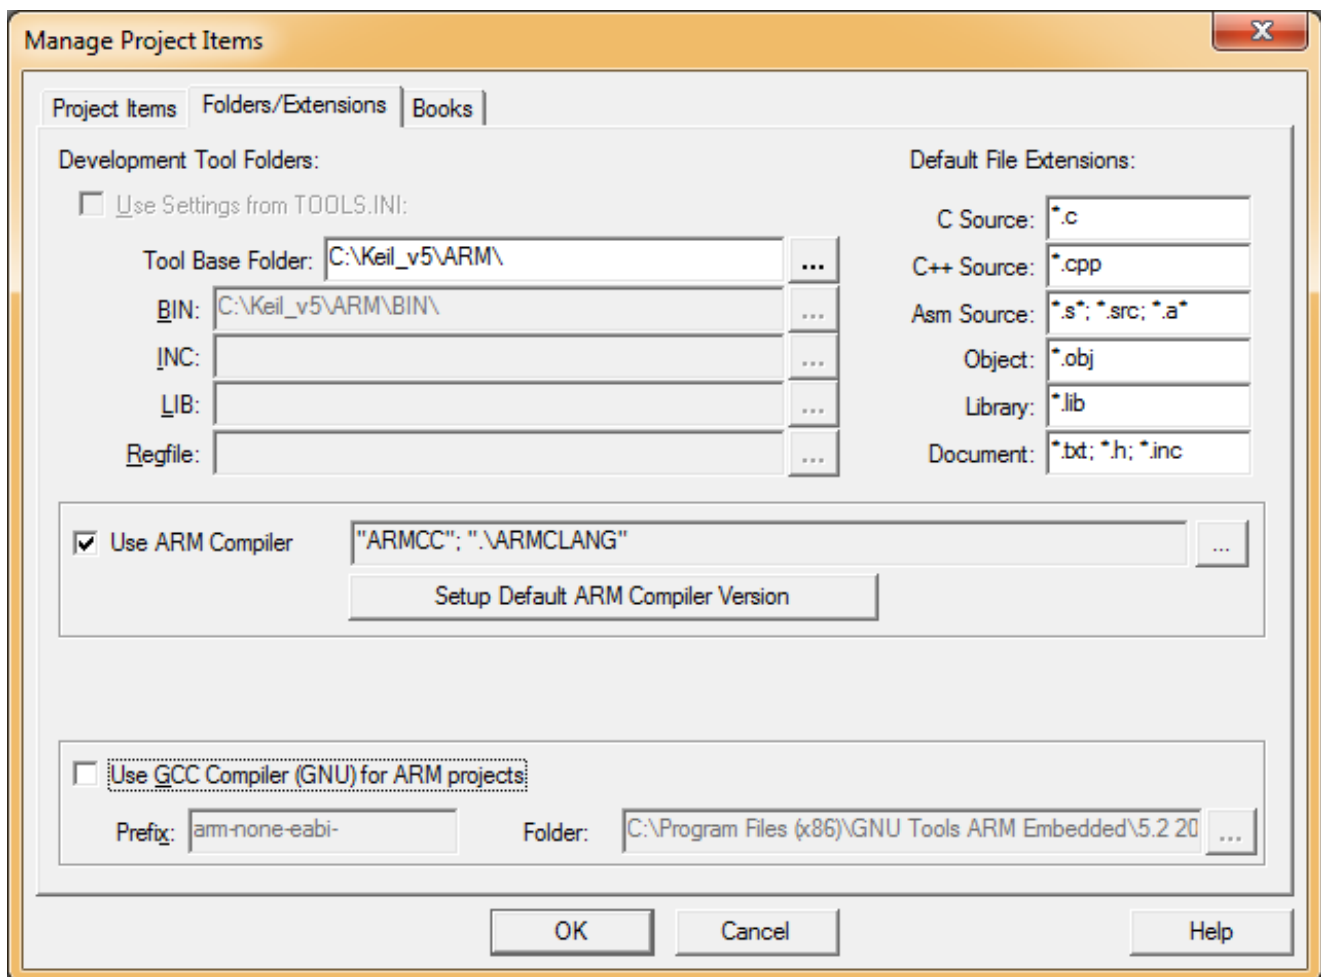 Manage Project Items
Project Items Folders/Extensions Books
Development Tool Folders:
Use Settings from TOOLS.INI:
Tool Base Folder: C:\Keil_v5\ARM\ ...
BIN: C:\Keil_v5\ARM\BIN\ ...
INC: ...
LIB: ...
Regfile: ...
Default File Extensions:
C Source: *.c
C++ Source: *.cpp
Asm Source: *.s*; *.src; *.a*
Object: *.obj
Library: *.lib
Document: *.txt; *.h; *.inc
Use ARM Compiler "ARMCC"; ".\ARMCLANG" ...
Setup Default ARM Compiler Version
Use GCC Compiler (GNU) for ARM projects
Prefix: arm-none-eabi- Folder: C:\Program Files (x86)\GNU Tools ARM Embedded\5.2 20 ...
OK Cancel Help